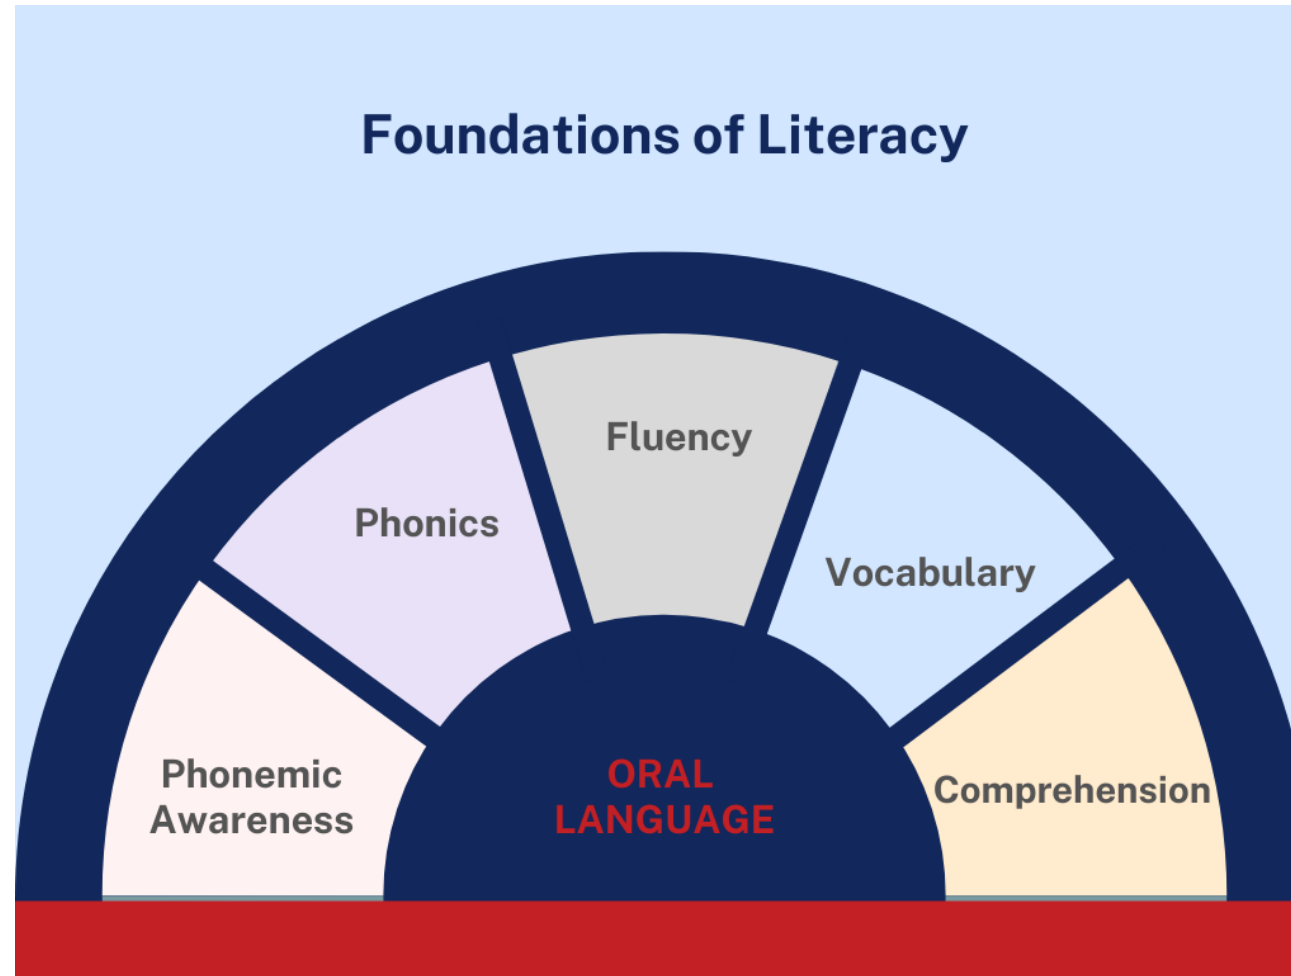 Foundations of Literacy
Fluency
Phonics
Vocabulary
Phonemic
Awareness
ORAL
LANGUAGE
Comprehension